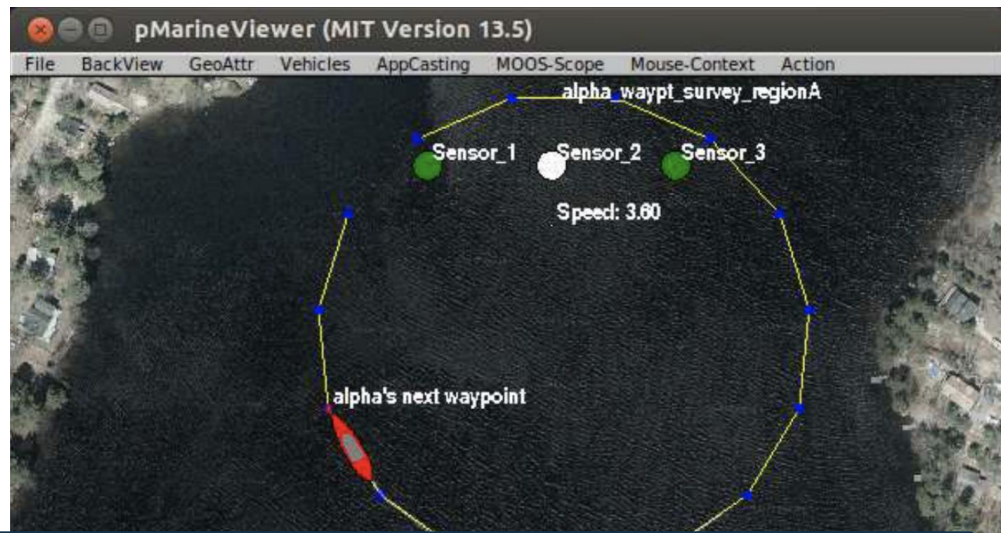 pMarineViewer (MIT Version 13.5)
File BackView GeoAttr Vehicles AppCasting MOOS-Scope Mouse-Context Action
alpha_waypt_survey_regionA
Sensor_1 Sensor_2 Sensor_3
Speed: 3.60
alpha's next waypoint